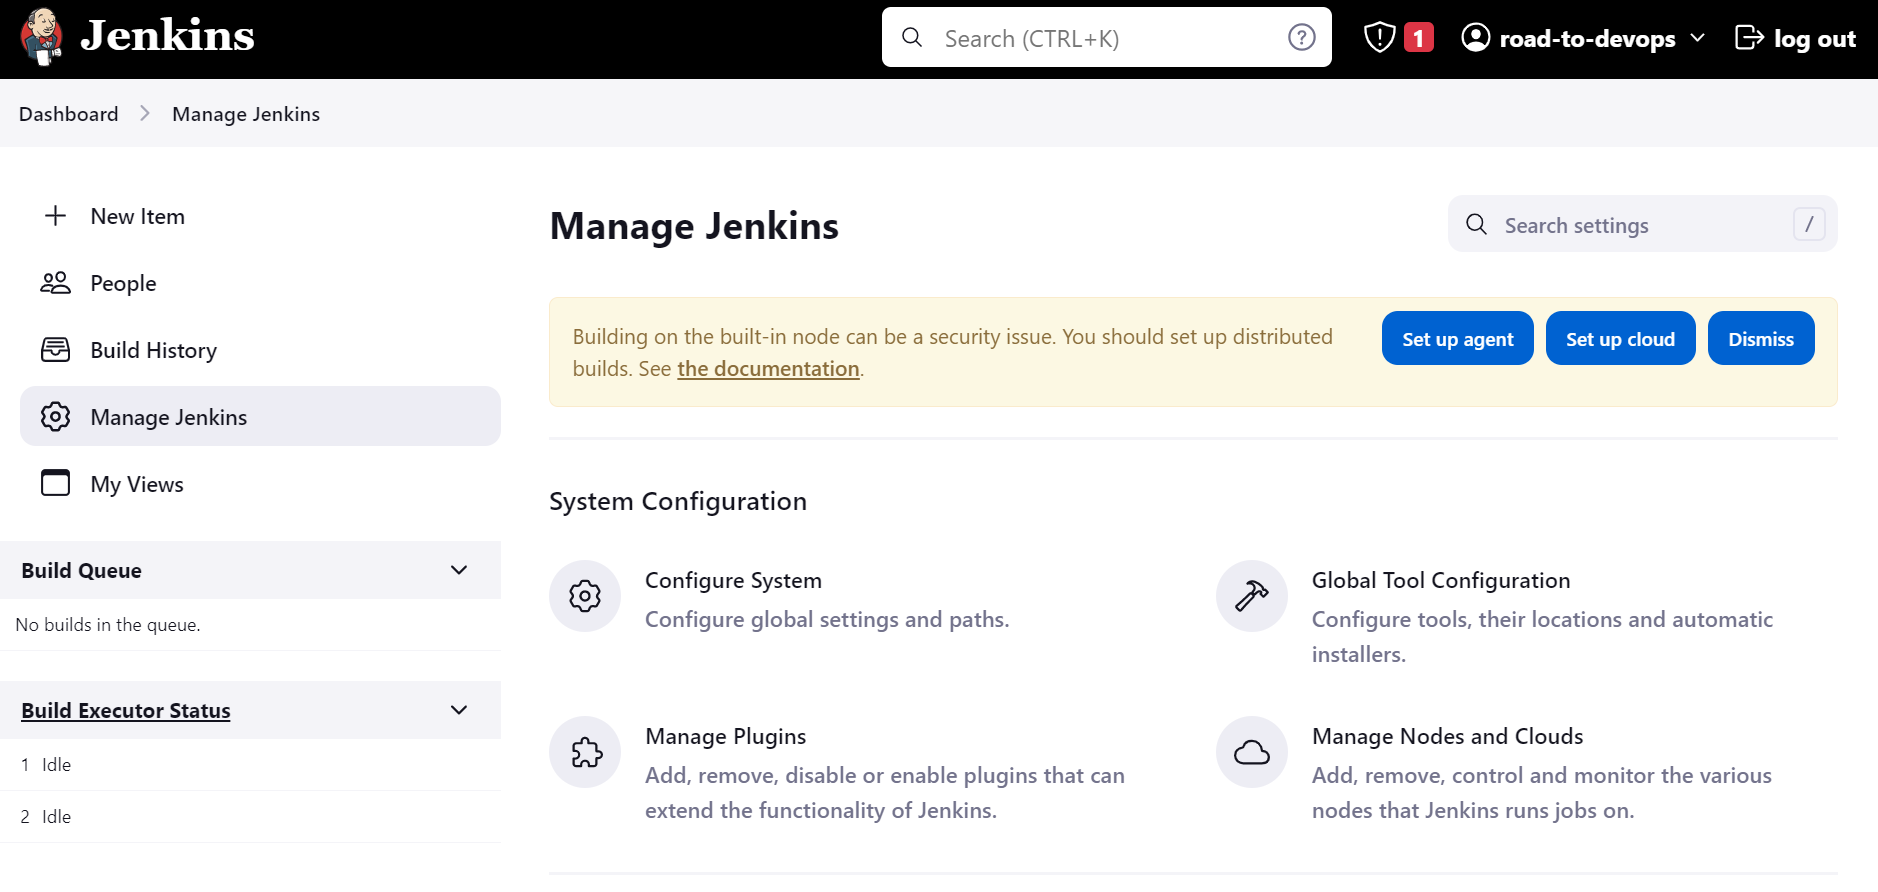 Jenkins
Search (CTRL+K)
?
1
road-to-devops
log out
Dashboard
Manage Jenkins
New Item
People
Build History
Manage Jenkins
My Views
Build Queue
No builds in the queue.
Build Executor Status
1 Idle
2 Idle
Manage Jenkins
Search settings
/
Building on the built-in node can be a security issue. You should set up distributed
builds. See the documentation.
Set up agent
Set up cloud
Dismiss
System Configuration
Configure System
Configure global settings and paths.
Global Tool Configuration
Configure tools, their locations and automatic
installers.
Manage Plugins
Add, remove, disable or enable plugins that can
extend the functionality of Jenkins.
Manage Nodes and Clouds
Add, remove, control and monitor the various
nodes that Jenkins runs jobs on.